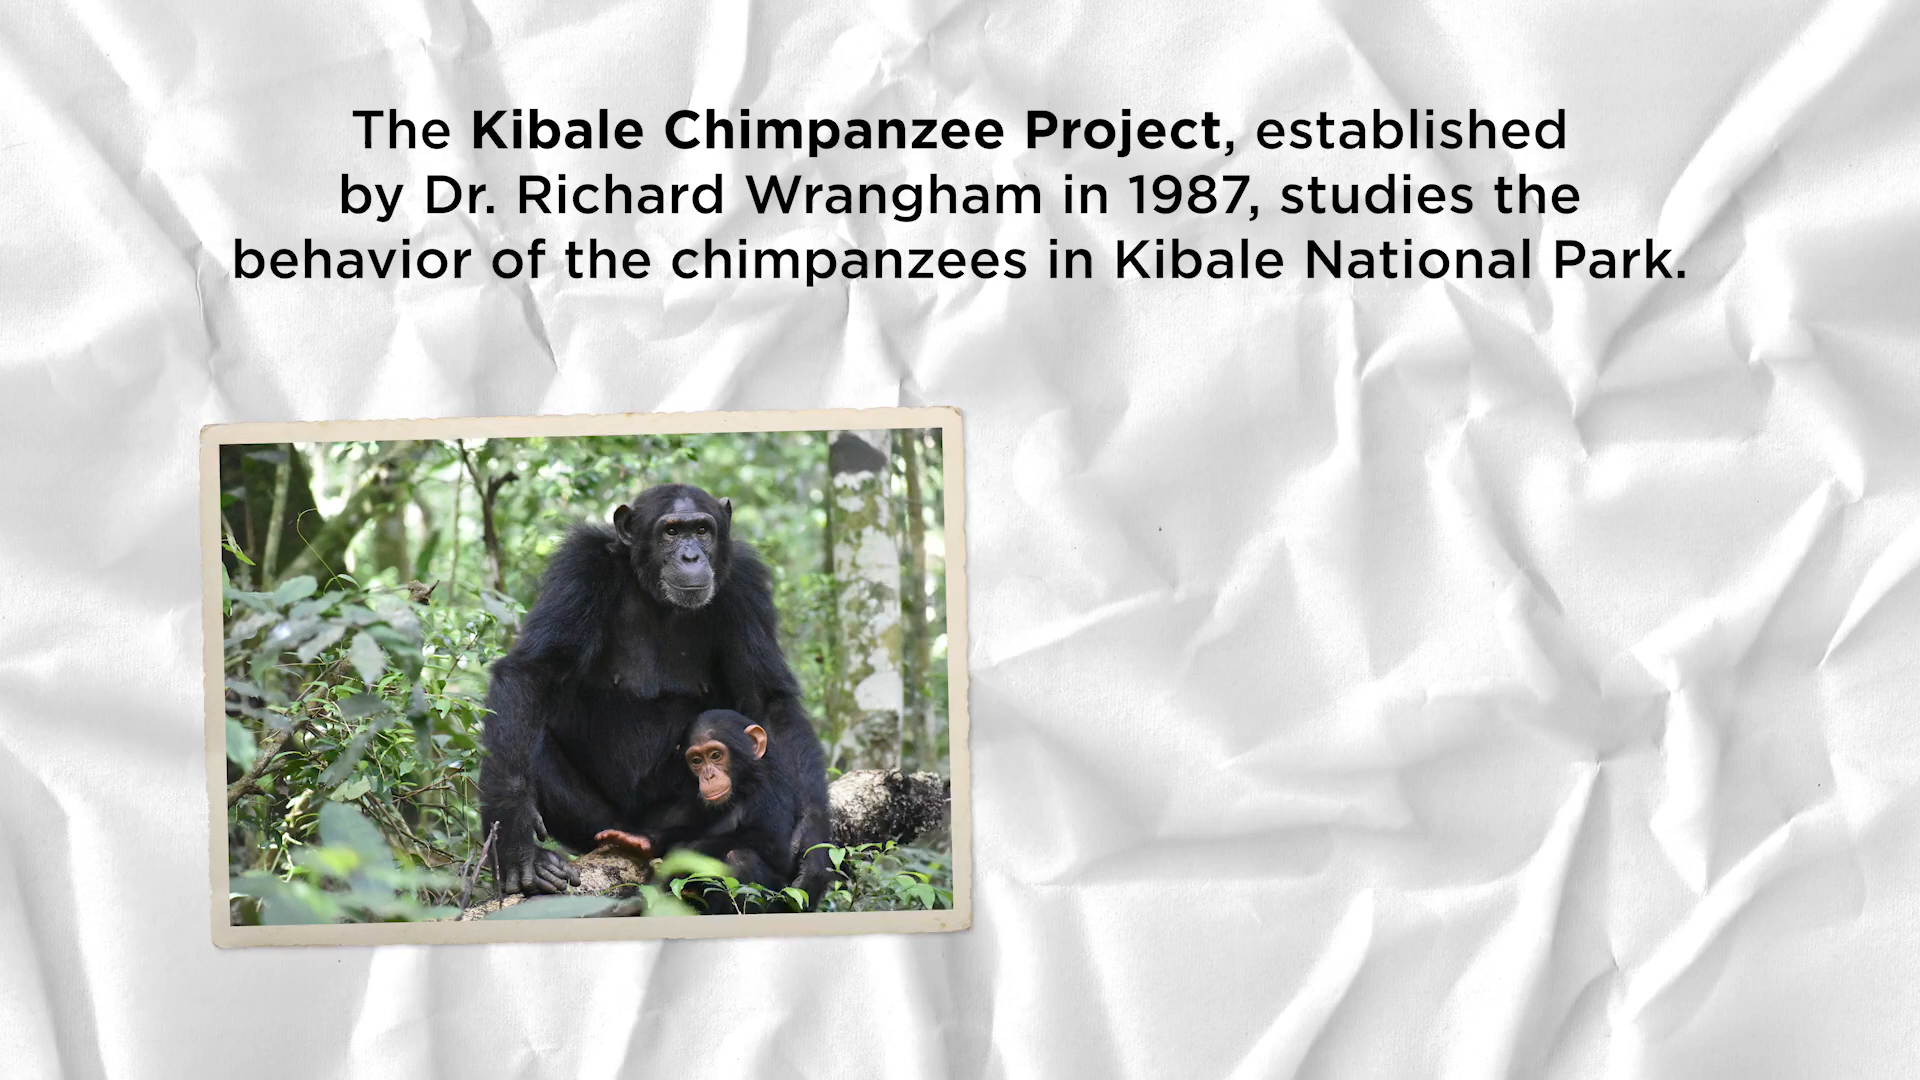 The Kibale Chimpanzee Project, established
by Dr. Richard Wrangham in 1987, studies the
behavior of the chimpanzees in Kibale National Park.